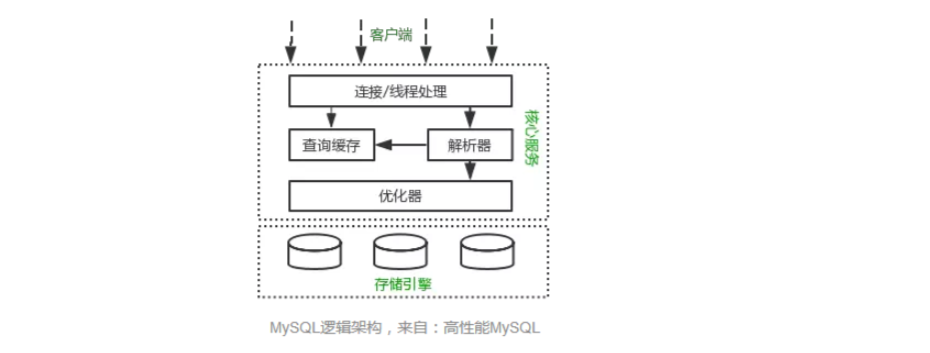 客户端
连接/线程处理
查询缓存
解析器
核心服务
优化器
存储引擎
MySQL逻辑架构，来自：高性能MySQL